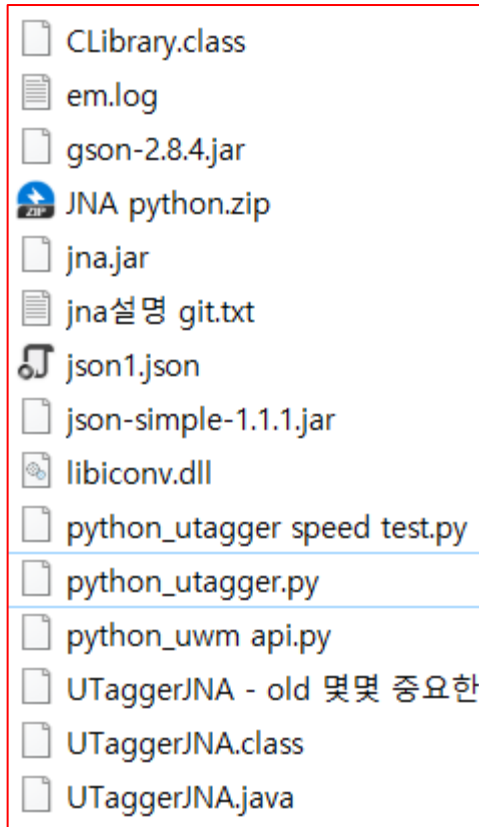 CLibrary.class
em.log
gson-2.8.4.jar
ZIP
JNA python.zip
jna.jar
jna설명 git.txt
json1.json
json-simple-1.1.1.jar
libiconv.dll
python_utagger speed test.py
python_utagger.py
python_uwm api.py
UTaggerJNA - old 몇몇 중요한
UTaggerJNA.class
UTaggerJNA.java